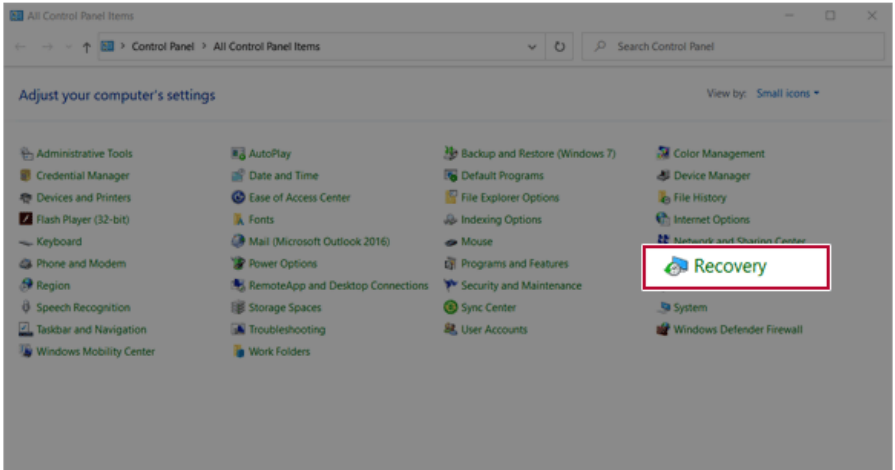 All Control Panel Items
Control Panel > All Control Panel Items
Search Control Panel
Adjust your computer's settings
View by: Small icons
Administrative Tools
AutoPlay
Backup and Restore (Windows 7)
Color Management
Credential Manager
Date and Time
Default Programs
Device Manager
Devices and Printers
Ease of Access Center
File Explorer Options
File History
Flash Player (32-bit)
Fonts
Indexing Options
Internet Options
Keyboard
Mail (Microsoft Outlook 2016)
Mouse
Network and Sharing Center
Phone and Modem
Power Options
Programs and Features
Recovery
Region
RemoteApp and Desktop Connections
Security and Maintenance
Speech Recognition
Storage Spaces
Sync Center
System
Taskbar and Navigation
Troubleshooting
User Accounts
Windows Defender Firewall
Windows Mobility Center
Work Folders